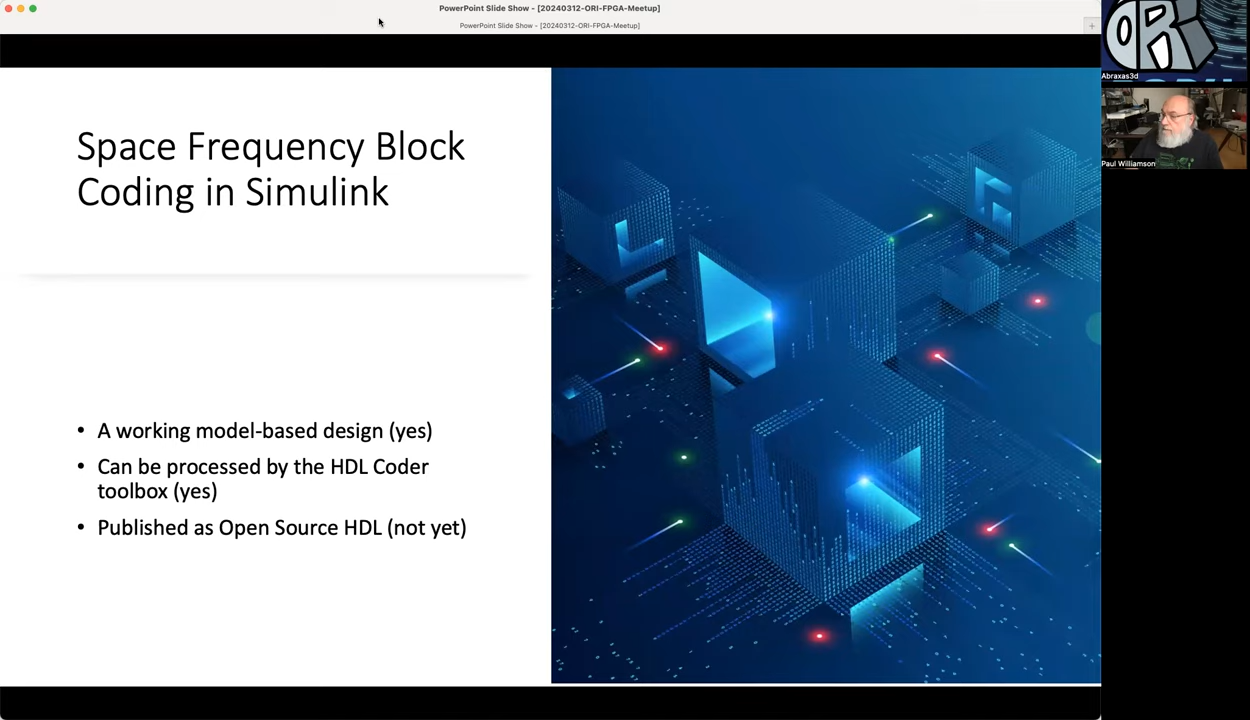 PowerPoint Slide Show - [20240312-ORI-FPGA-Meetup]
PowerPoint Slide Show - [20240312-ORI-FPGA-Meetup]
ORI
Abraxas3d
Paul Williamson
Space Frequency Block
Coding in Simulink
• A working model-based design (yes)
• Can be processed by the HDL Coder
toolbox (yes)
• Published as Open Source HDL (not yet)